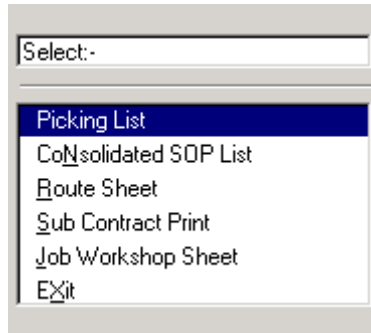 Select:-
Picking List
CoNsolidated SOP List
Route Sheet
Sub Contract Print
Job Workshop Sheet
EXit